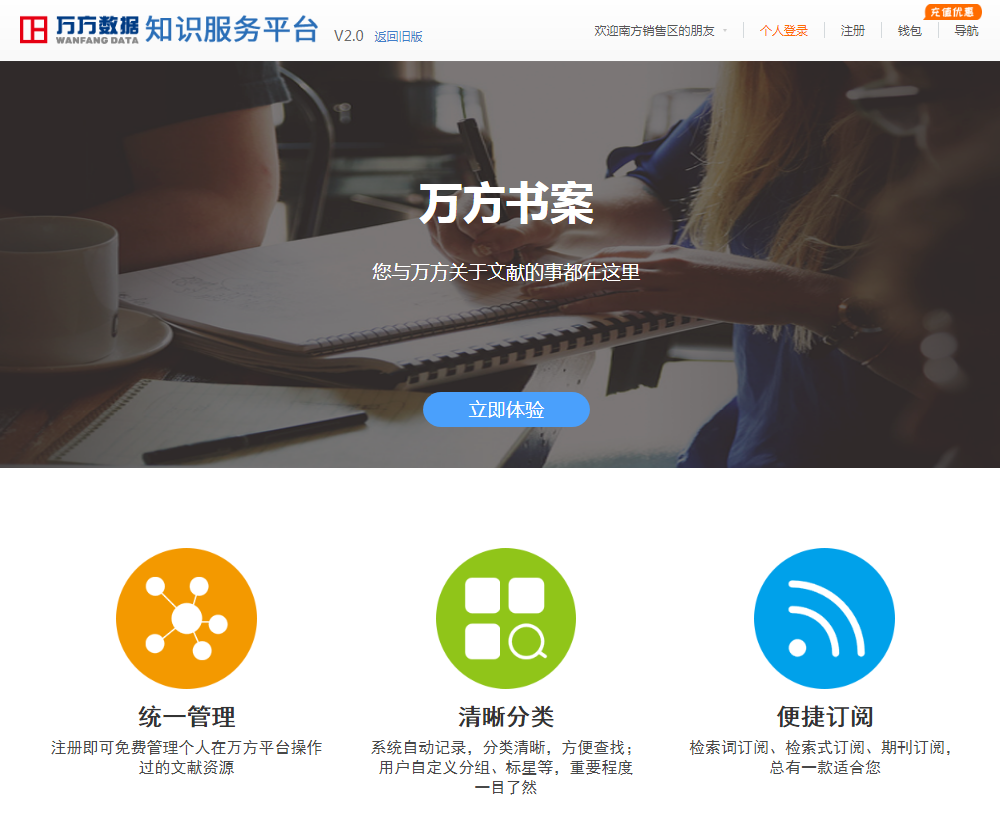 万方数据
WANFANG DATA
知识服务平台
V2.0 返回旧版
欢迎南方销售区的朋友 个人登录 注册 钱包 导航
充值优惠
万方书案
您与万方关于文献的事都在这里
立即体验
统一管理
注册即可免费管理个人在万方平台操作
过的文献资源
清晰分类
系统自动记录，分类清晰，方便查找；
用户自定义分组、标星等，重要程度
一目了然
便捷订阅
检索词订阅、检索式订阅、期刊订阅，
总有一款适合您